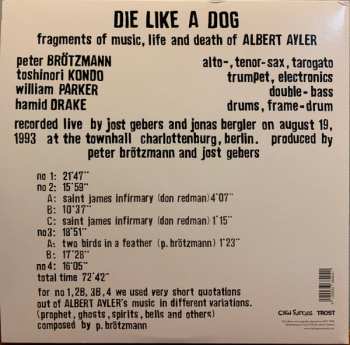 DIE LIKE A DOG
fragments of music, life and death of ALBERT AYLER
peter BRÖTZMANN alto-, tenor-sax, tarogato
toshinori KONDO trumpet, electronics
william PARKER double-bass
hamid DRAKE drums, frame-drum
recorded live by jost gebers and jonas bergler on august 19,
1993 at the townhall charlottenburg, berlin. produced by
peter brötzmann and jost gebers
no 1: 21'47"
no 2: 15'59"
A: saint james infirmary (don redman) 4'07"
B: 10'37"
C: saint james infirmary (don redman) 1'15"
no3: 18'51"
A: two birds in a feather (p. brötzmann) 1'23"
B: 17'28"
no4: 16'05"
total time 72'42"
for no 1, 2B, 3B, 4 we used very short quotations
out of ALBERT AYLER's music in different variations.
(prophet, ghosts, spirits, bells and others)
composed by p. brötzmann
cien fuegos TROST